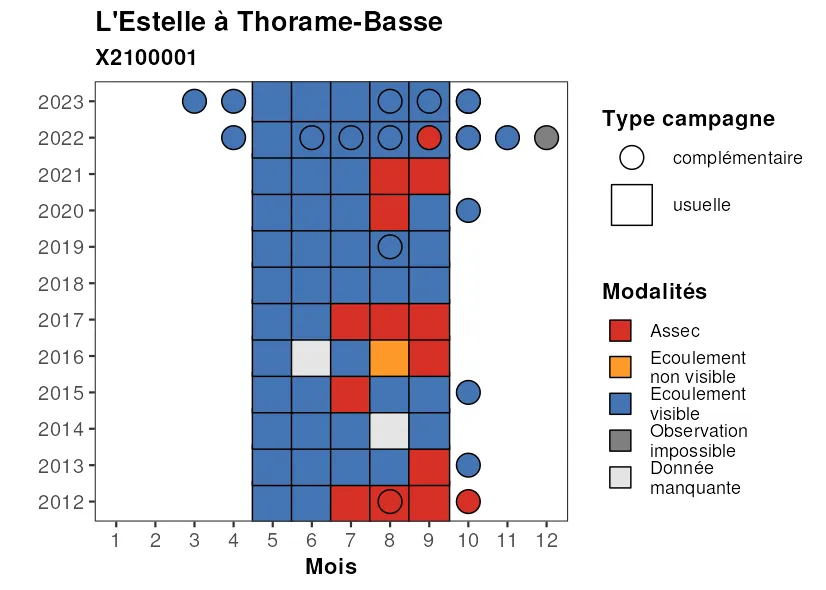 L'Estelle à Thorame-Basse
X2100001
2023
2022
2021
2020
2019
2018
2017
2016
2015
2014
2013
2012
1 2 3 4 5 6 7 8 9 10 11 12
Mois
Type campagne
complémentaire
usuelle
Modalités
Assec
Ecoulement
non visible
Ecoulement
visible
Observation
impossible
Donnée
manquante